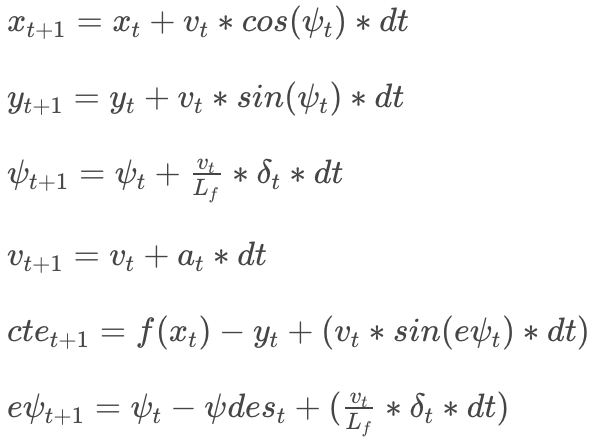 x_{t+1} = x_t + v_t * cos(ψ_t) * dt
y_{t+1} = y_t + v_t * sin(ψ_t) * dt
ψ_{t+1} = ψ_t + \frac{v_t}{L_f} * δ_t * dt
v_{t+1} = v_t + a_t * dt
cte_{t+1} = f(x_t) − y_t + (v_t * sin(eψ_t) * dt)
eψ_{t+1} = ψ_t − ψdes_t + (\frac{v_t}{L_f} * δ_t * dt)